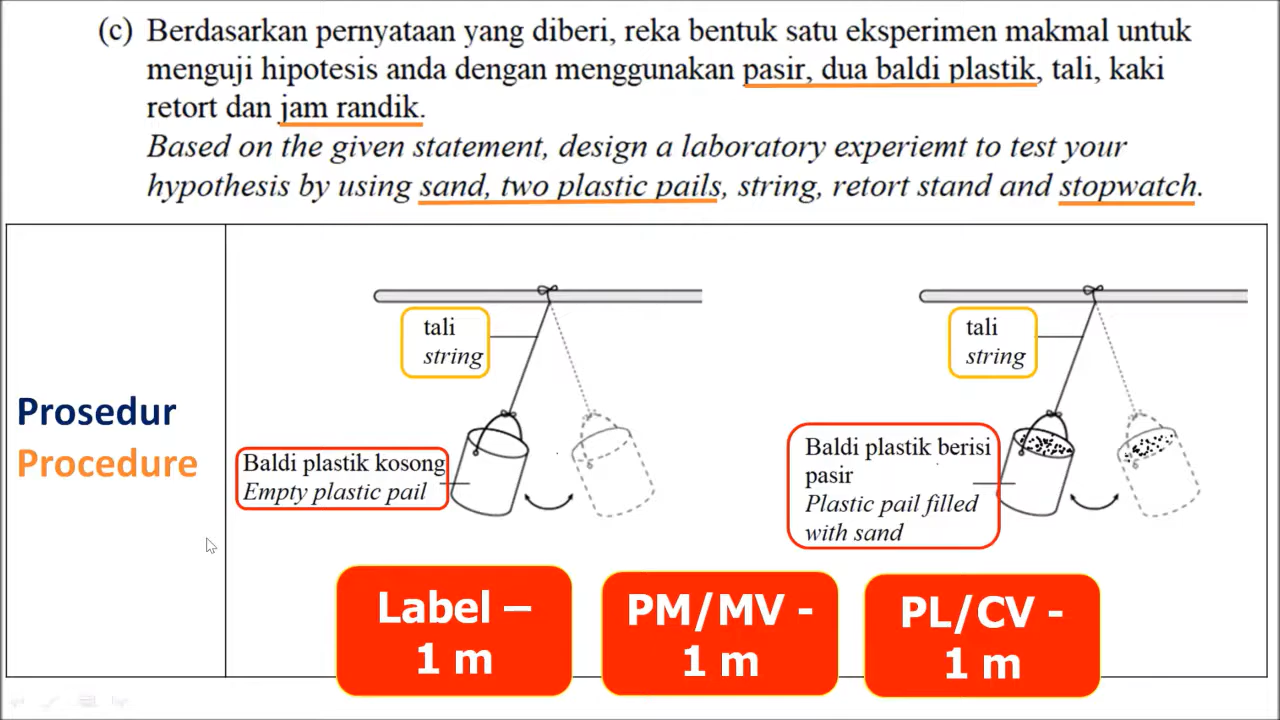 (c) Berdasarkan pernyataan yang diberi, reka bentuk satu eksperimen makmal untuk
menguji hipotesis anda dengan menggunakan pasir, dua baldi plastik, tali, kaki
retort dan jam randik.
Based on the given statement, design a laboratory experiemt to test your
hypothesis by using sand, two plastic pails, string, retort stand and stopwatch.
Prosedur
Procedure
tali
string
Baldi plastik kosong
Empty plastic pail
tali
string
Baldi plastik berisi
pasir
Plastic pail filled
with sand
Label –
1 m
PM/MV -
1 m
PL/CV -
1 m